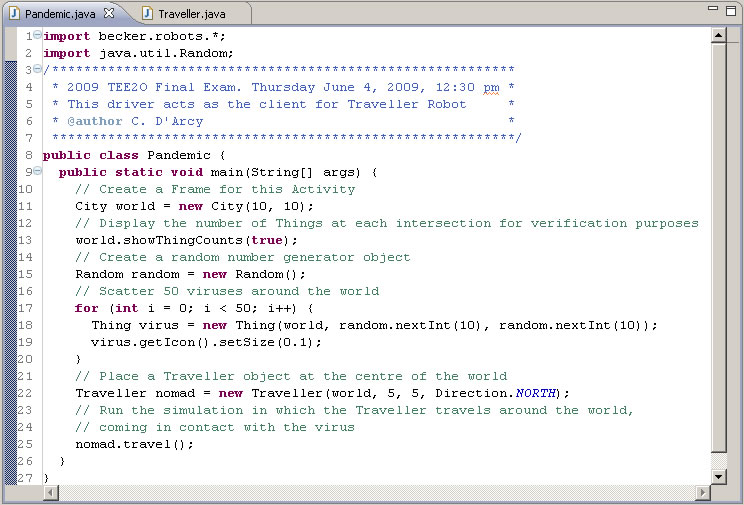 Pandemic.java Traveller.java
1 import becker.robots.*;
2 import java.util.Random;
3 /**********************************************************
4 * 2009 TEE2O Final Exam. Thursday June 4, 2009, 12:30 pm *
5 * This driver acts as the client for Traveller Robot *
6 * @author C. D'Arcy *
7 **********************************************************/
8 public class Pandemic {
9 public static void main(String[] args) {
10 // Create a Frame for this Activity
11 City world = new City(10, 10);
12 // Display the number of Things at each intersection for verification purposes
13 world.showThingCounts(true);
14 // Create a random number generator object
15 Random random = new Random();
16 // Scatter 50 viruses around the world
17 for (int i = 0; i < 50; i++) {
18 Thing virus = new Thing(world, random.nextInt(10), random.nextInt(10));
19 virus.getIcon().setSize(0.1);
20 }
21 // Place a Traveller object at the centre of the world
22 Traveller nomad = new Traveller(world, 5, 5, Direction.NORTH);
23 // Run the simulation in which the Traveller travels around the world,
24 // coming in contact with the virus
25 nomad.travel();
26 }
27 }